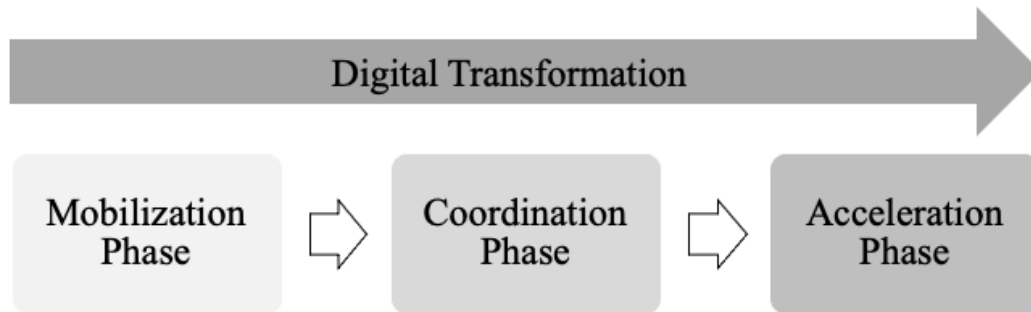 Digital Transformation
Mobilization
Phase
Coordination
Phase
Acceleration
Phase